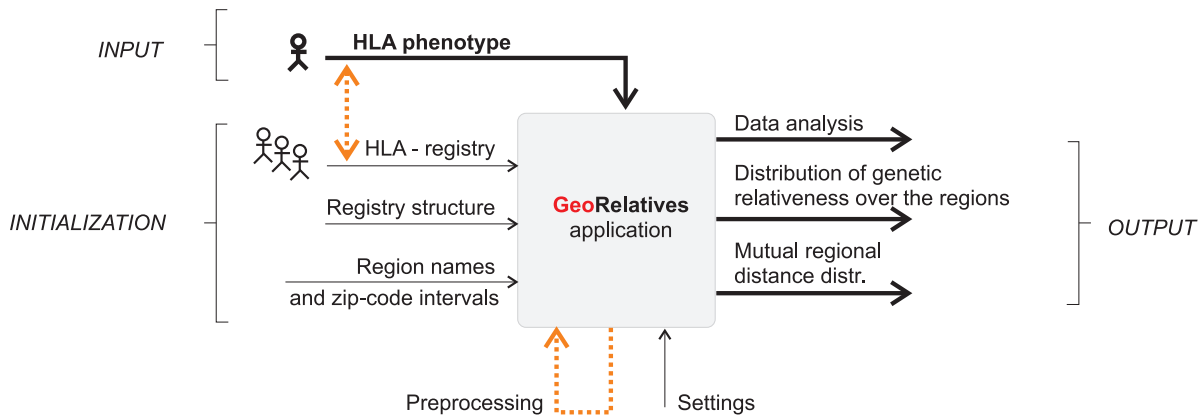 INPUT
HLA phenotype
INITIALIZATION
HLA - registry
Registry structure
Region names
and zip-code intervals
GeoRelatives
application
Preprocessing
Settings
Data analysis
Distribution of genetic
relativeness over the regions
Mutual regional
distance distr.
OUTPUT